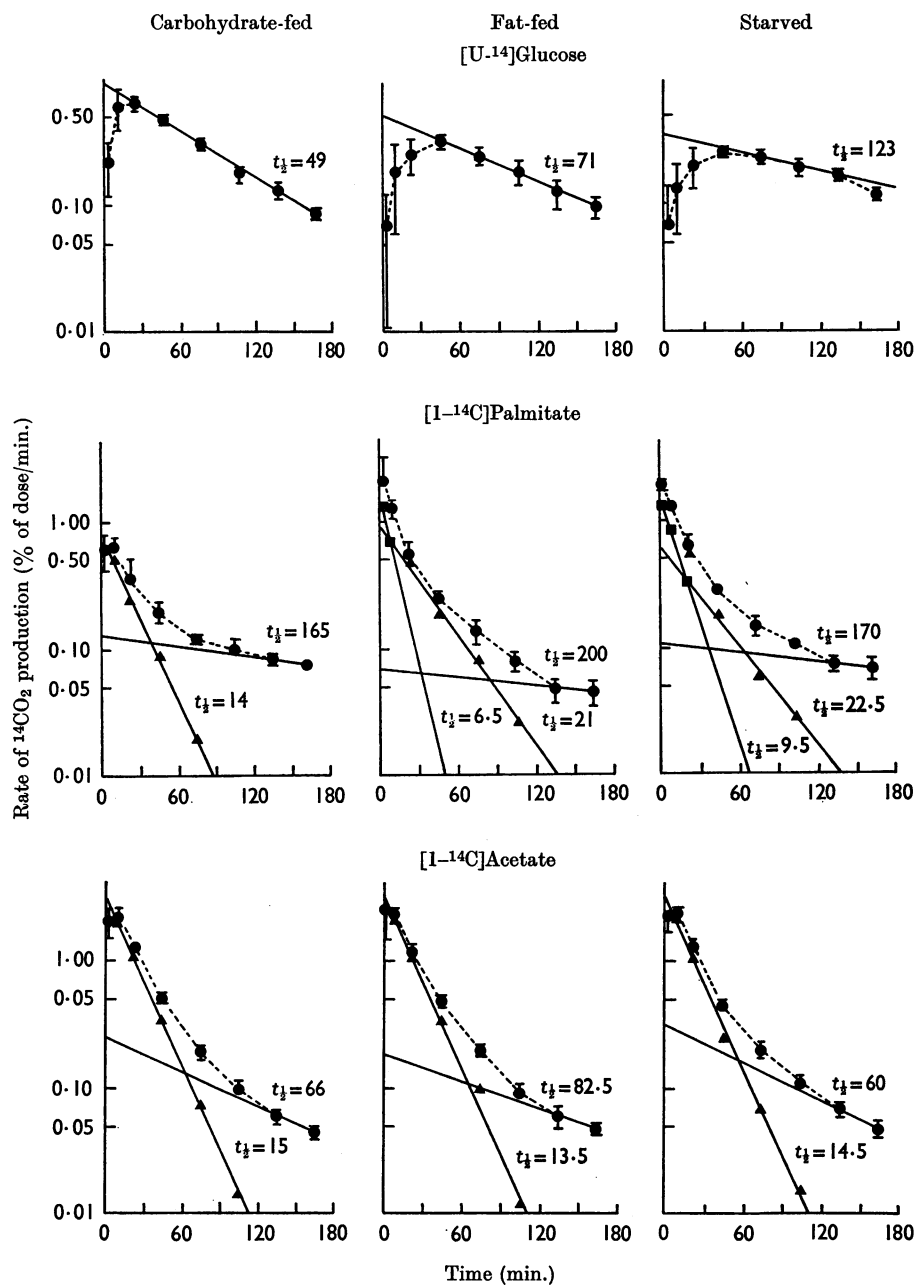 Carbohydrate-fed Fat-fed Starved
[U-¹⁴]Glucose
0·50
0·10
0·05
0·01
t½=49
t½=71
t½=123
0 60 120 180 0 60 120 180 0 60 120 180
[1–¹⁴C]Palmitate
1·00
0·50
0·10
0·05
0·01
t½=165
t½=14
t½=200
t½=6·5
t½=21
t½=170
t½=22·5
t½=9·5
0 60 120 180 0 60 120 180 0 60 120 180
[1–¹⁴C]Acetate
1·00
0·05
0·10
0·05
0·01
t½=66
t½=15
t½=82·5
t½=13·5
t½=60
t½=14·5
0 60 120 180 0 60 120 180 0 60 120 180
Rate of ¹⁴CO₂ production (% of dose/min.)
Time (min.)